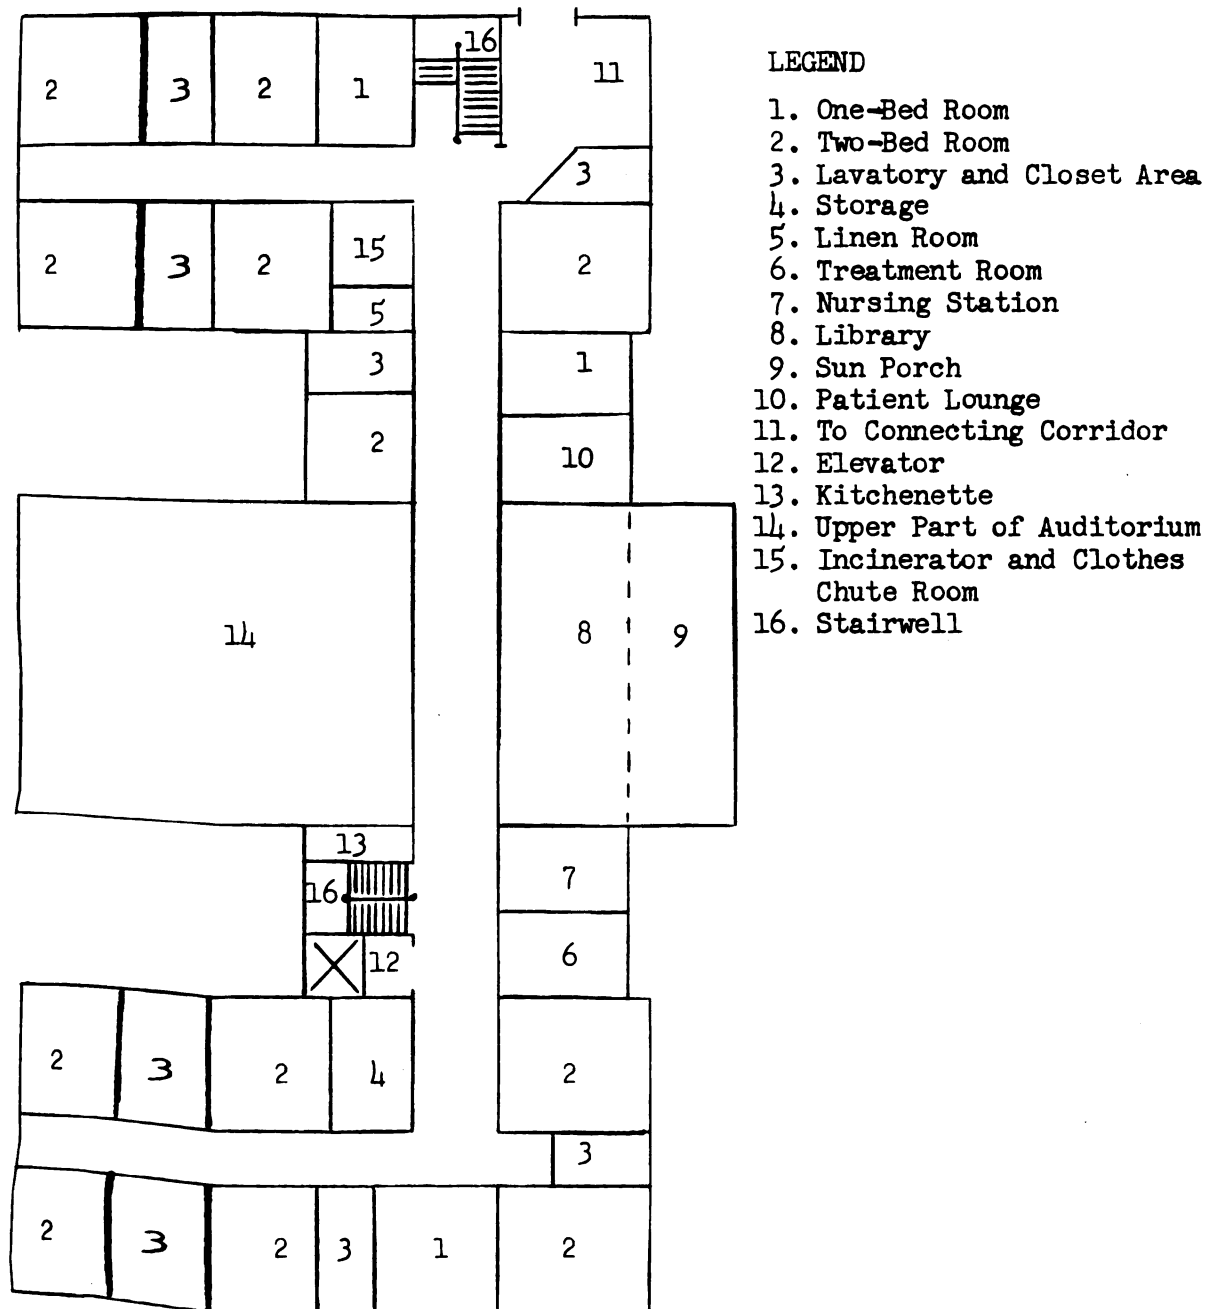 16
11
2 3 2 1
3
2 3 2 15 2
5
3 1
2 10
14 8 9
13
16 7
12 6
2 3 2 4 2
3
2 3 2 3 1 2
LEGEND
1. One-Bed Room
2. Two-Bed Room
3. Lavatory and Closet Area
4. Storage
5. Linen Room
6. Treatment Room
7. Nursing Station
8. Library
9. Sun Porch
10. Patient Lounge
11. To Connecting Corridor
12. Elevator
13. Kitchenette
14. Upper Part of Auditorium
15. Incinerator and Clothes
Chute Room
16. Stairwell